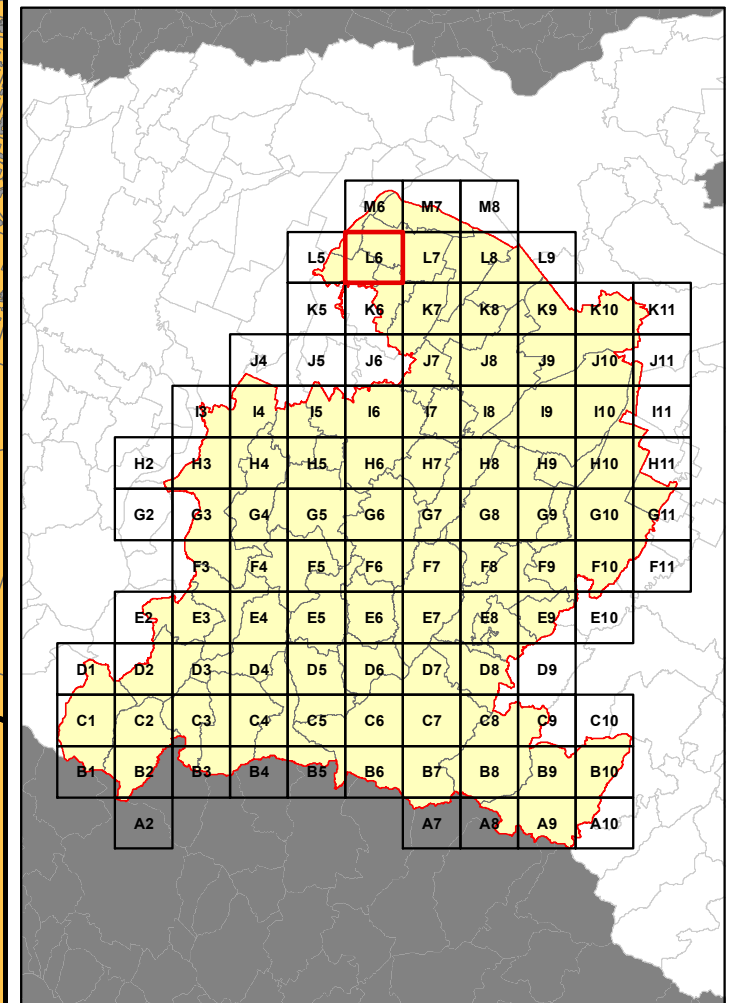 M6 M7 M8
L5 L6 L7 L8 L9
K5 K6 K7 K8 K9 K10 K11
J4 J5 J6 J7 J8 J9 J10 J11
I3 I4 I5 I6 I7 I8 I9 I10 I11
H2 H3 H4 H5 H6 H7 H8 H9 H10 H11
G2 G3 G4 G5 G6 G7 G8 G9 G10 G11
F3 F4 F5 F6 F7 F8 F9 F10 F11
E2 E3 E4 E5 E6 E7 E8 E9 E10
D1 D2 D3 D4 D5 D6 D7 D8 D9
C1 C2 C3 C4 C5 C6 C7 C8 C9 C10
B1 B2 B3 B4 B5 B6 B7 B8 B9 B10
A2 A7 A8 A9 A10